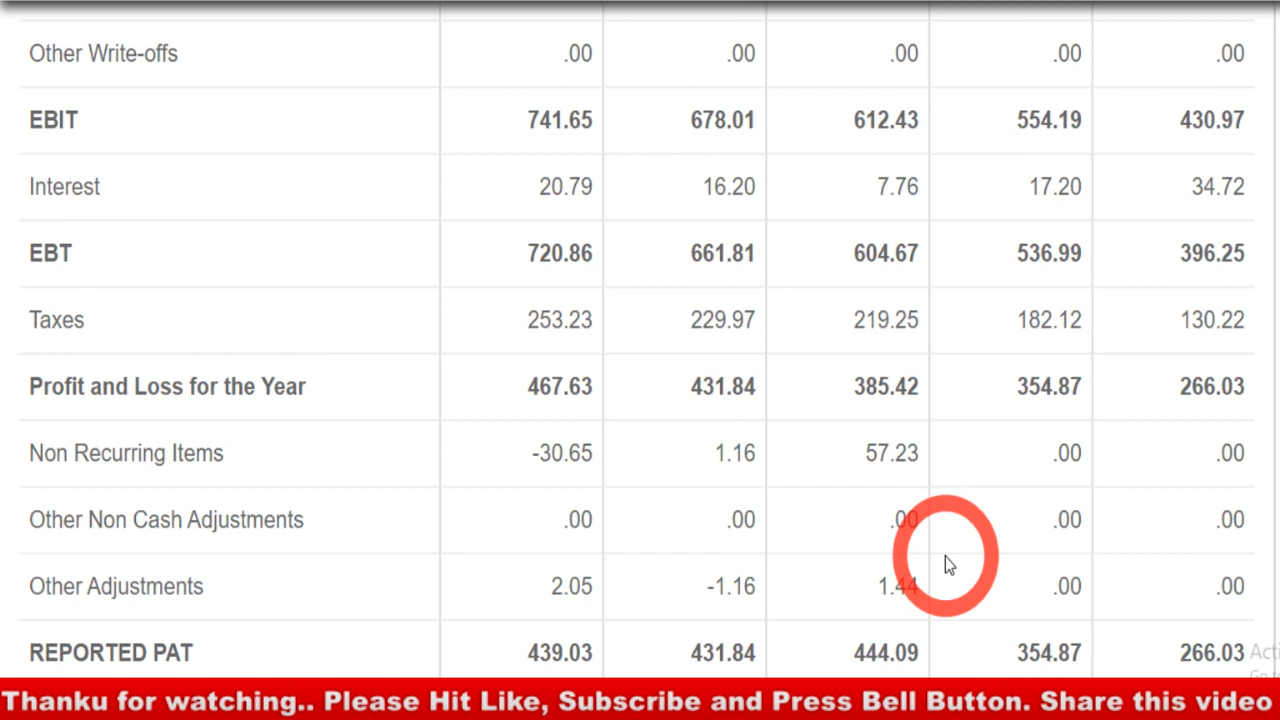 Other Write-offs .00 .00 .00 .00 .00
EBIT 741.65 678.01 612.43 554.19 430.97
Interest 20.79 16.20 7.76 17.20 34.72
EBT 720.86 661.81 604.67 536.99 396.25
Taxes 253.23 229.97 219.25 182.12 130.22
Profit and Loss for the Year 467.63 431.84 385.42 354.87 266.03
Non Recurring Items -30.65 1.16 57.23 .00 .00
Other Non Cash Adjustments .00 .00 .00 .00 .00
Other Adjustments 2.05 -1.16 1.44 .00 .00
REPORTED PAT 439.03 431.84 444.09 354.87 266.03
Thanku for watching.. Please Hit Like, Subscribe and Press Bell Button. Share this video